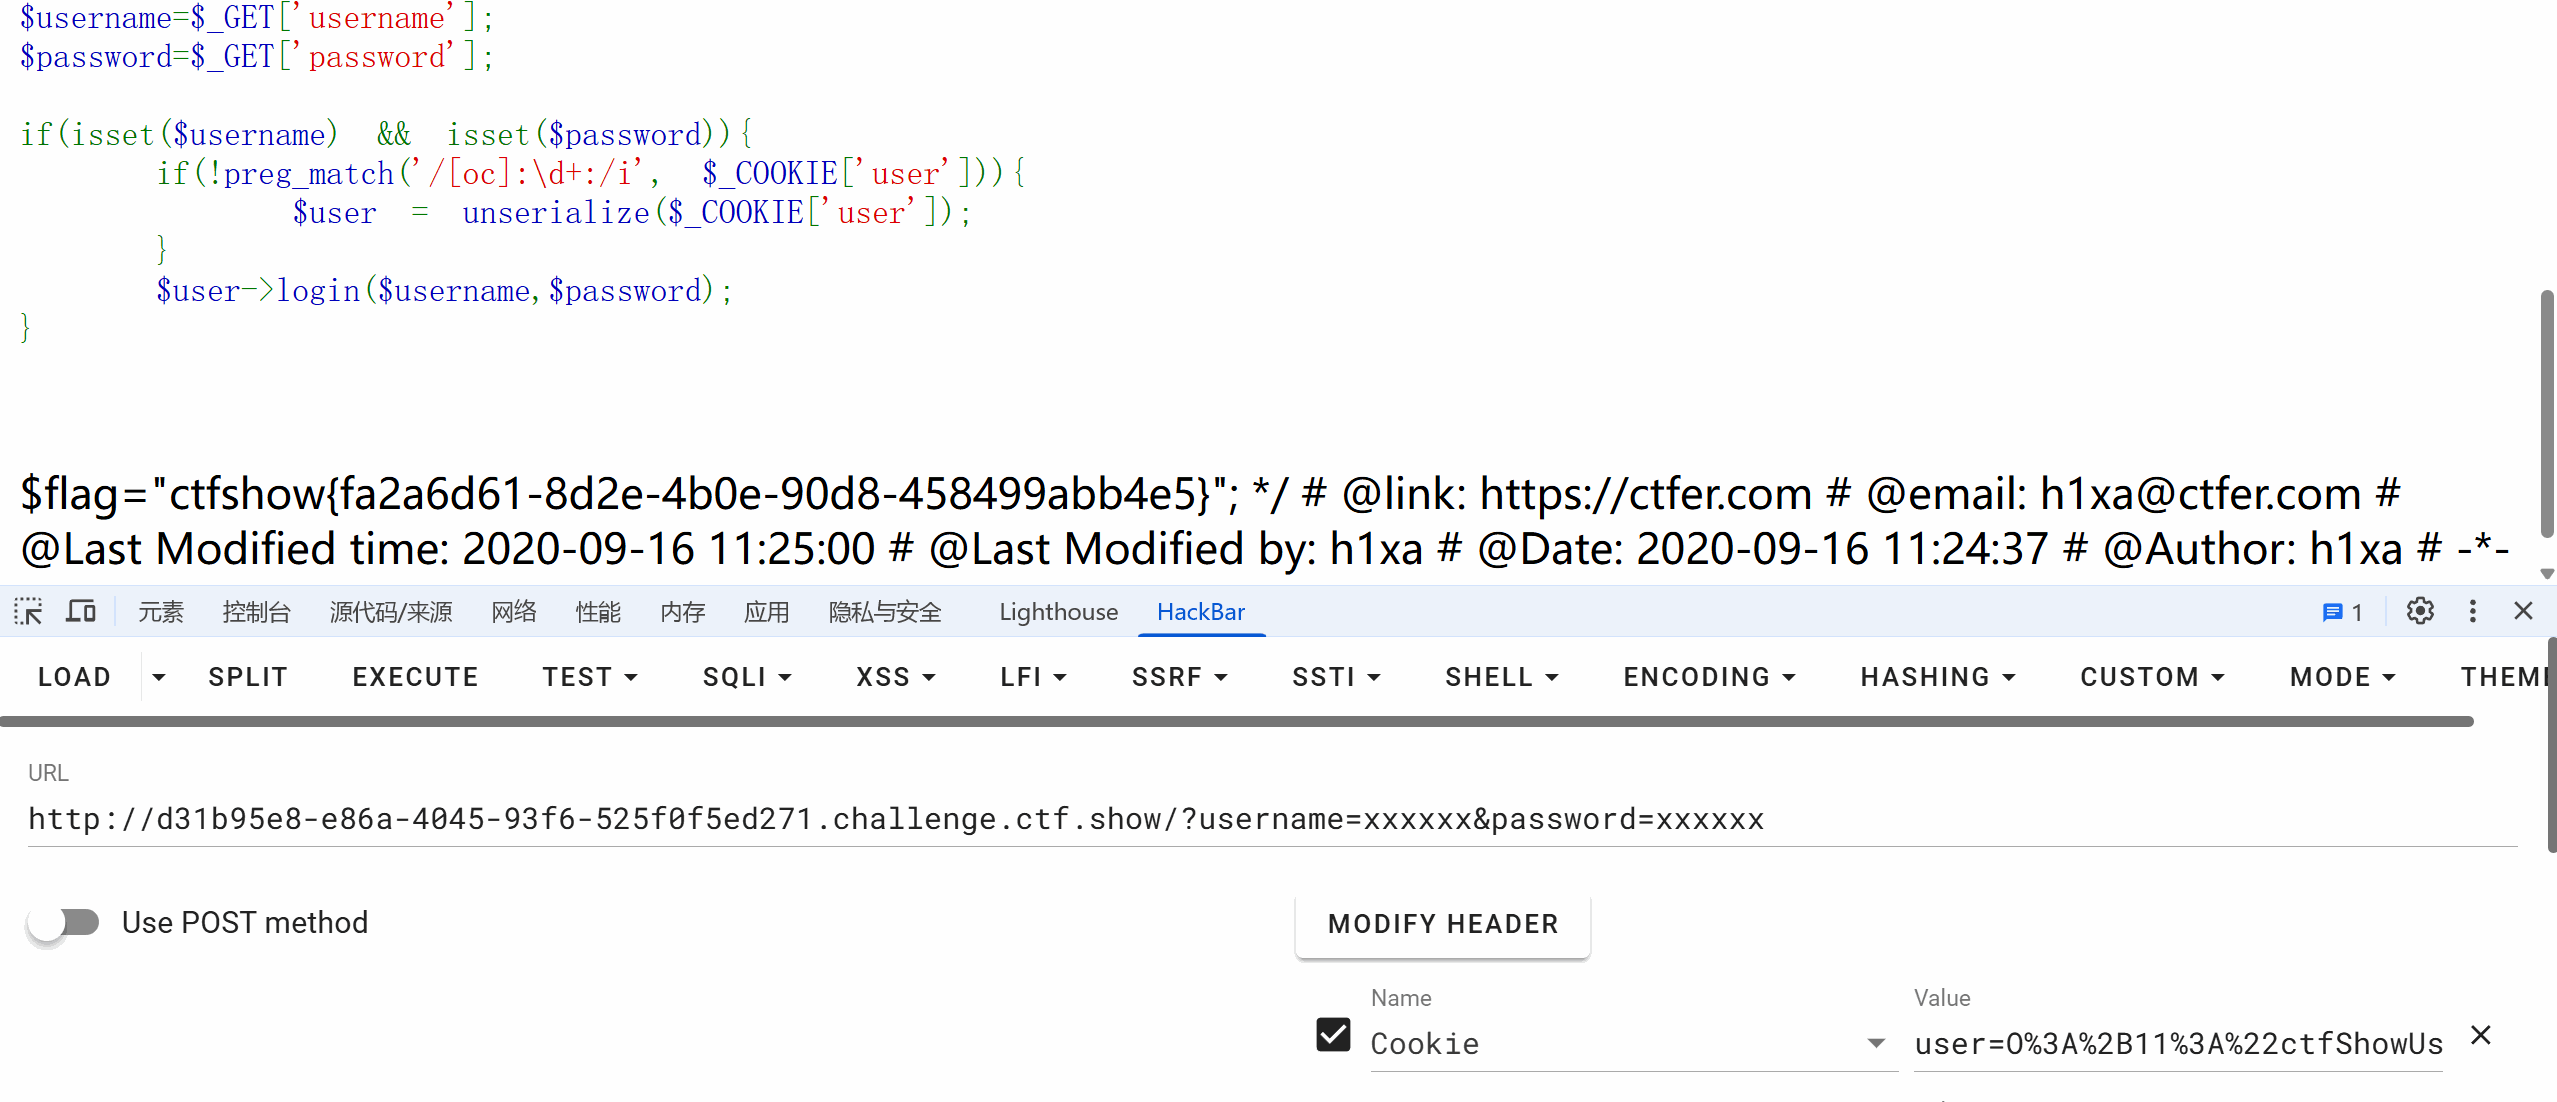 $username=$_GET['username'];
$password=$_GET['password'];
if(isset($username) && isset($password)){
if(!preg_match('/[oc]:\d+:/i', $_COOKIE['user'])){
$user = unserialize($_COOKIE['user']);
}
$user->login($username,$password);
}
$flag="ctfshow{fa2a6d61-8d2e-4b0e-90d8-458499abb4e5}"; */ # @link: https://ctfer.com # @email: h1xa@ctfer.com #
@Last Modified time: 2020-09-16 11:25:00 # @Last Modified by: h1xa # @Date: 2020-09-16 11:24:37 # @Author: h1xa # -*-
元素 控制台 源代码/来源 网络 性能 内存 应用 隐私与安全 Lighthouse HackBar 1
LOAD SPLIT EXECUTE TEST SQLI XSS LFI SSRF SSTI SHELL ENCODING HASHING CUSTOM MODE THEM
URL
http://d31b95e8-e86a-4045-93f6-525f0f5ed271.challenge.ctf.show/?username=xxxxxx&password=xxxxxx
Use POST method
MODIFY HEADER
Name Value
Cookie user=O%3A%2B11%3A%22ctfShowUs